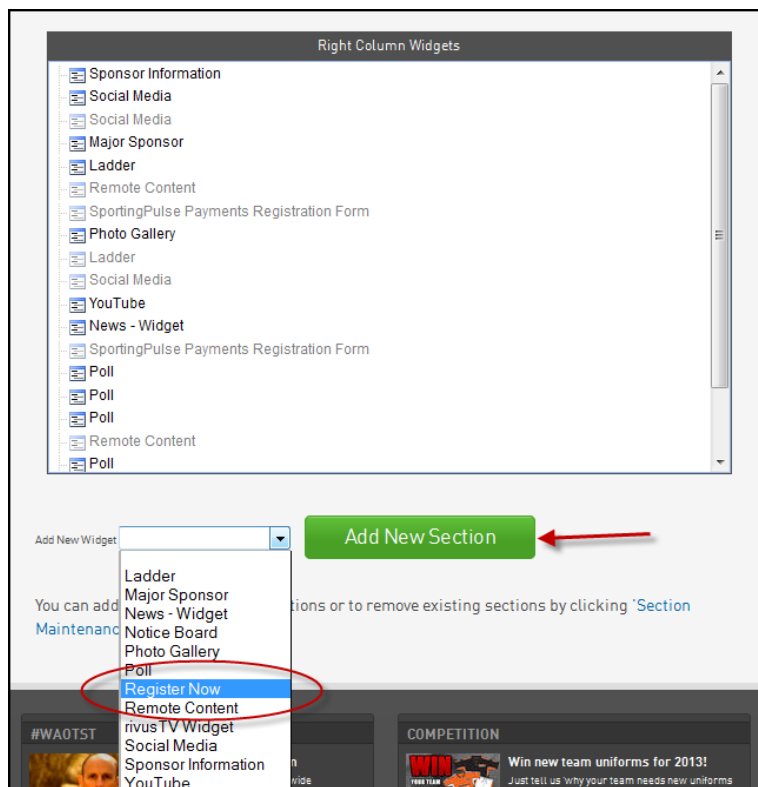 Right Column Widgets
Sponsor Information
Social Media
Social Media
Major Sponsor
Ladder
Remote Content
SportingPulse Payments Registration Form
Photo Gallery
Ladder
Social Media
YouTube
News - Widget
SportingPulse Payments Registration Form
Poll
Poll
Poll
Remote Content
Poll
Add New Widget
Add New Section
Ladder
Major Sponsor
News - Widget
Notice Board
Photo Gallery
Poll
Register Now
Remote Content
rivusTV Widget
Social Media
Sponsor Information
YouTube
You can add tions or to remove existing sections by clicking 'Section
Maintenanc
#WAOTST
wide
COMPETITION
WIN
YOUR TEAM
Win new team uniforms for 2013!
Just tell us 'why your team needs new uniforms